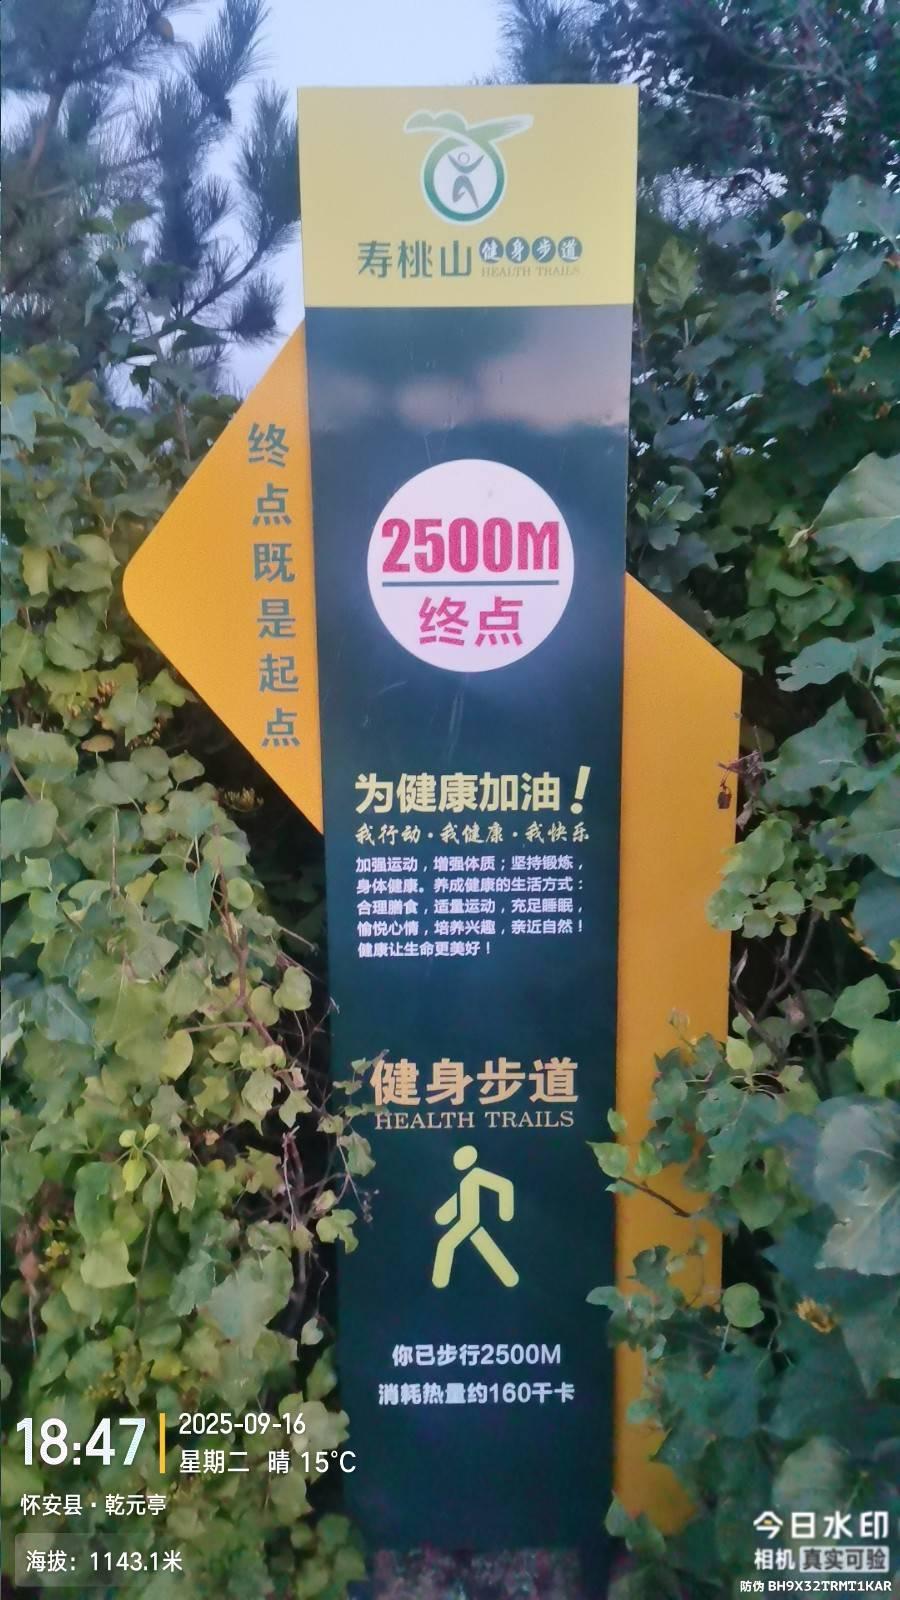 寿桃山 健身步道
HEALTH TRAILS
终点既是起点
2500M
终点
为健康加油！
我行动·我健康·我快乐
加强运动，增强体质；坚持锻炼，
身体健康。养成健康的生活方式：
合理膳食，适量运动，充足睡眠，
愉悦心情，培养兴趣，亲近自然！
健康让生命更美好！
健身步道
HEALTH TRAILS
你已步行2500M
消耗热量约160千卡
18:47
2025-09-16
星期二 晴 15°C
怀安县·乾元亭
海拔：1143.1米
今日水印
相机 真实可验
防伪 BH9X32TRMT1KAR